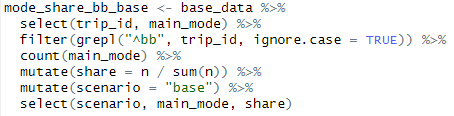 mode_share_bb_base <- base_data %>%
  select(trip_id, main_mode) %>%
  filter(grepl("^bb", trip_id, ignore.case = TRUE)) %>%
  count(main_mode) %>%
  mutate(share = n / sum(n)) %>%
  mutate(scenario = "base") %>%
  select(scenario, main_mode, share)